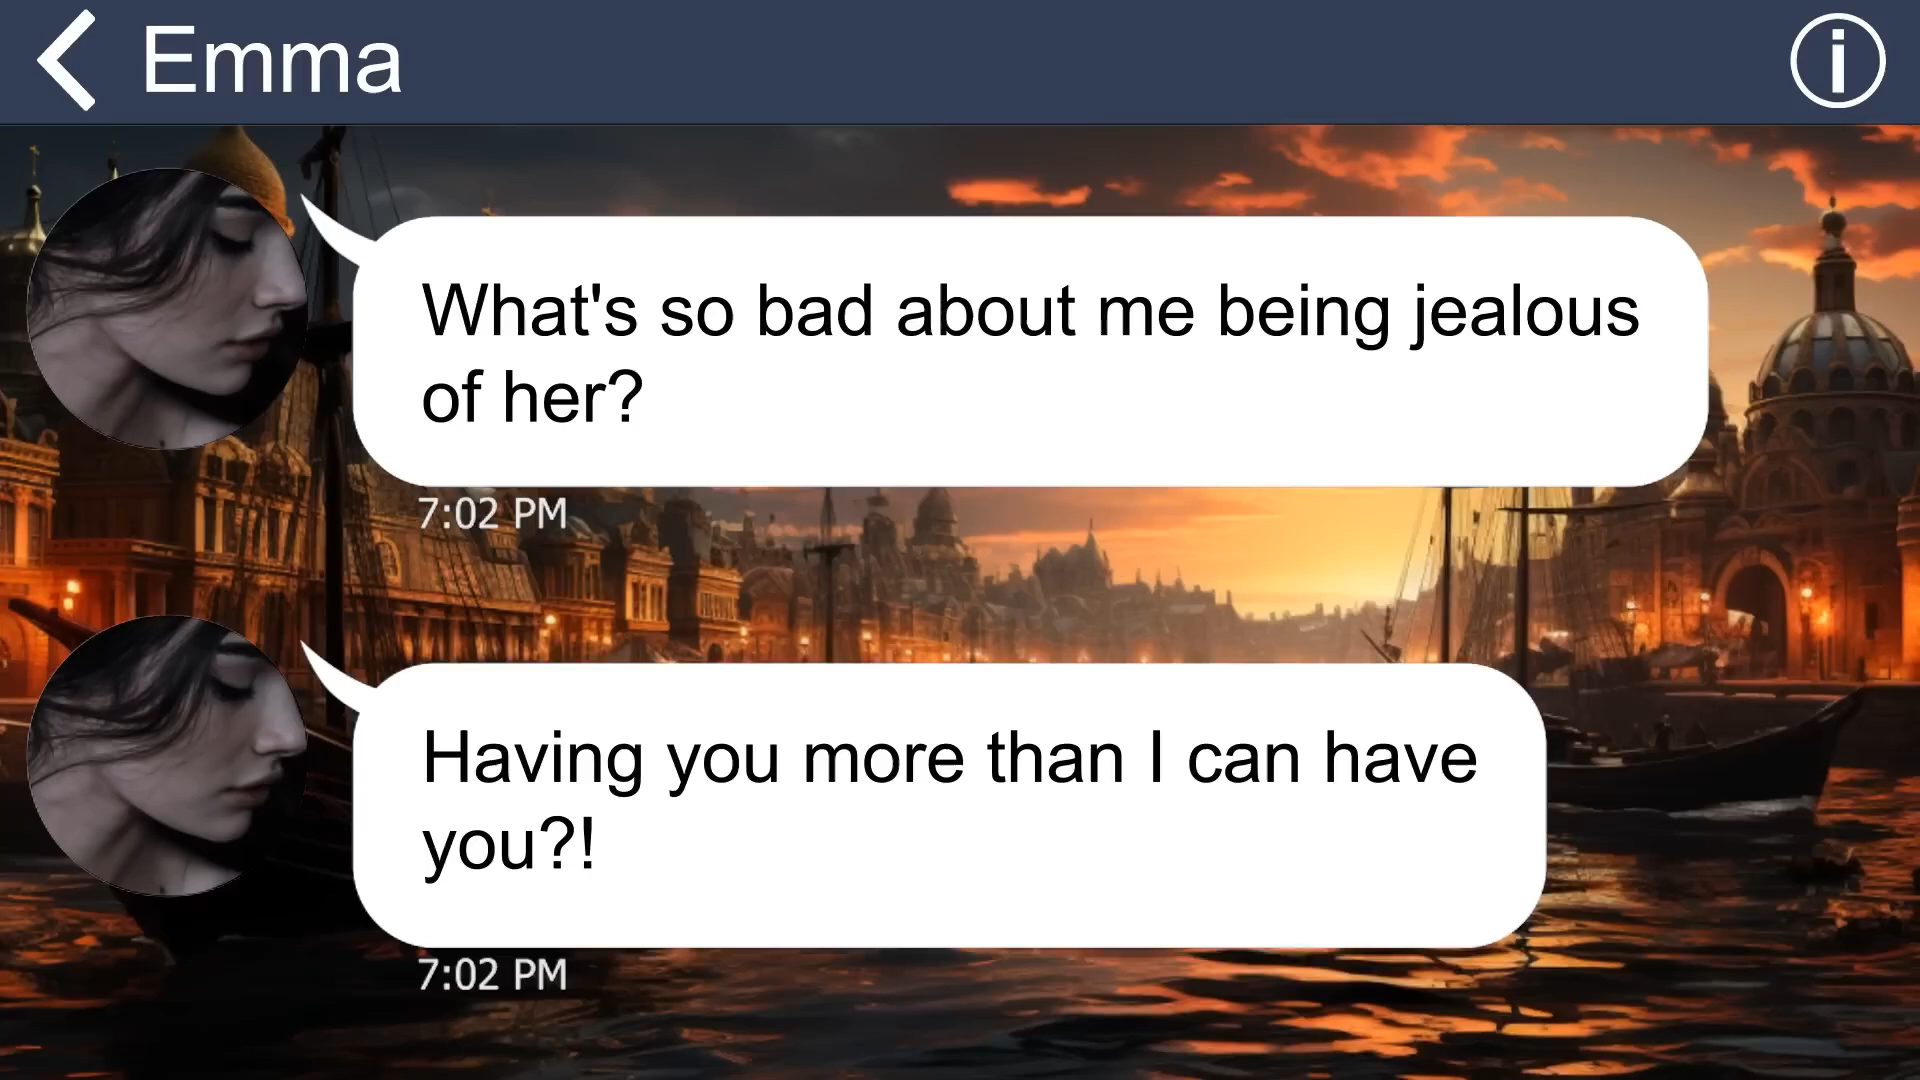 Emma
What's so bad about me being jealous
of her?
7:02 PM
Having you more than I can have
you?!
7:02 PM